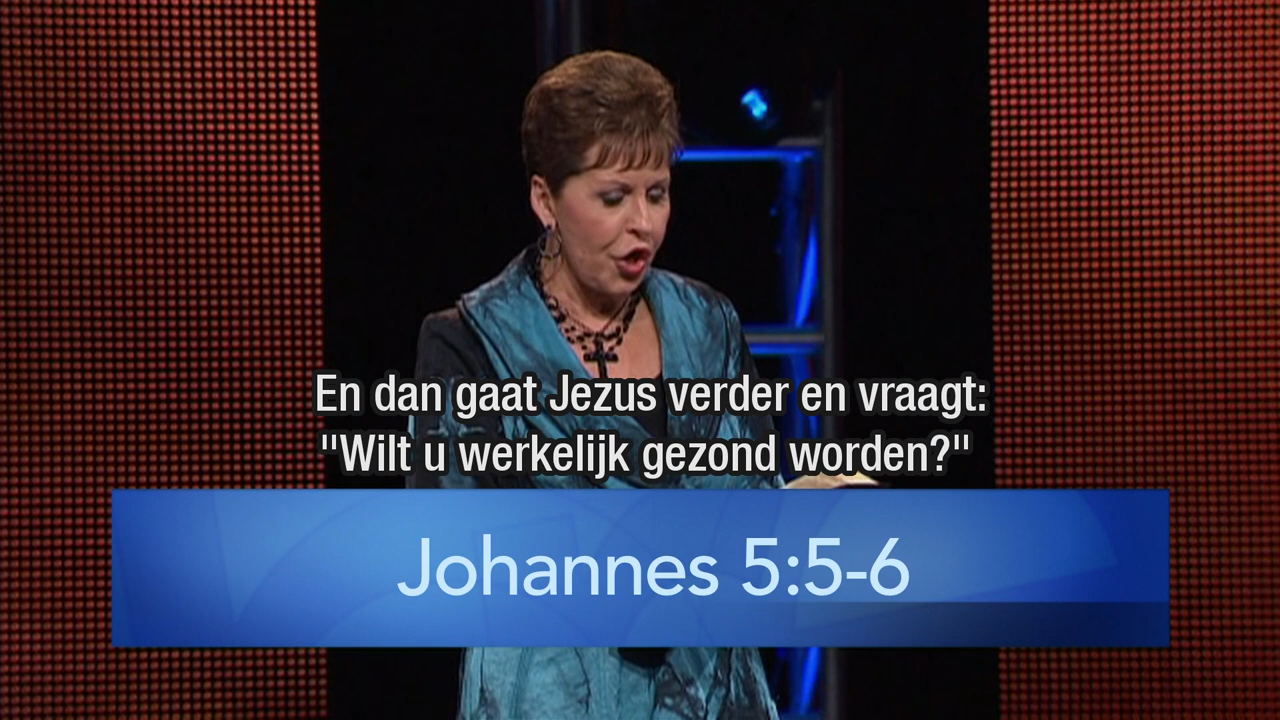 En dan gaat Jezus verder en vraagt:
"Wilt u werkelijk gezond worden?"
Johannes 5:5-6